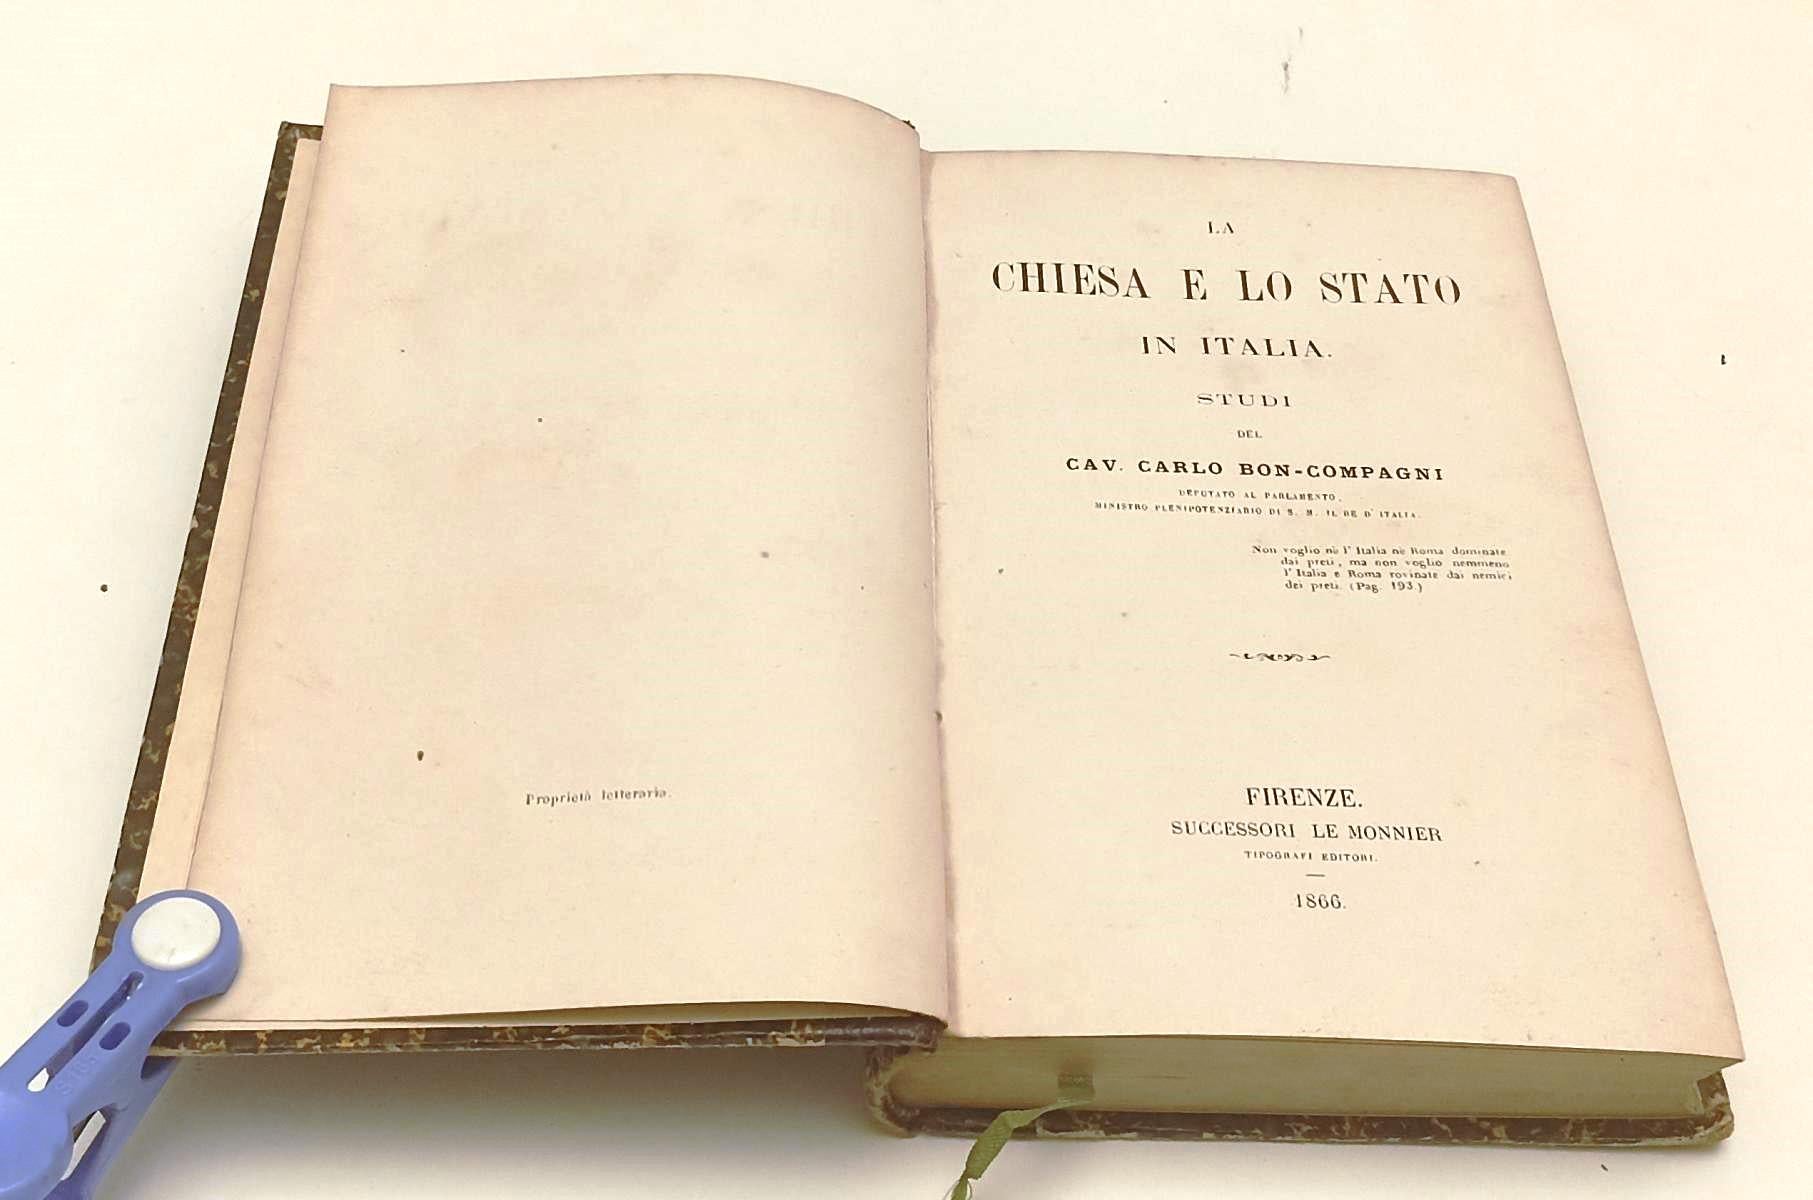 Proprietà letteraria.
LA
CHIESA E LO STATO
IN ITALIA.
STUDI
DEL
CAV. CARLO BON-COMPAGNI
DEPUTATO AL PARLAMENTO,
MINISTRO PLENIPOTENZIARIO DI S. M. IL RE D' ITALIA.
Non voglio nè l' Italia nè Roma dominate
dai preti, ma non voglio nemmeno
l' Italia e Roma rovinate dai nemici
dei preti. (Pag. 193.)
FIRENZE.
SUCCESSORI LE MONNIER
TIPOGRAFI EDITORI.
1866.